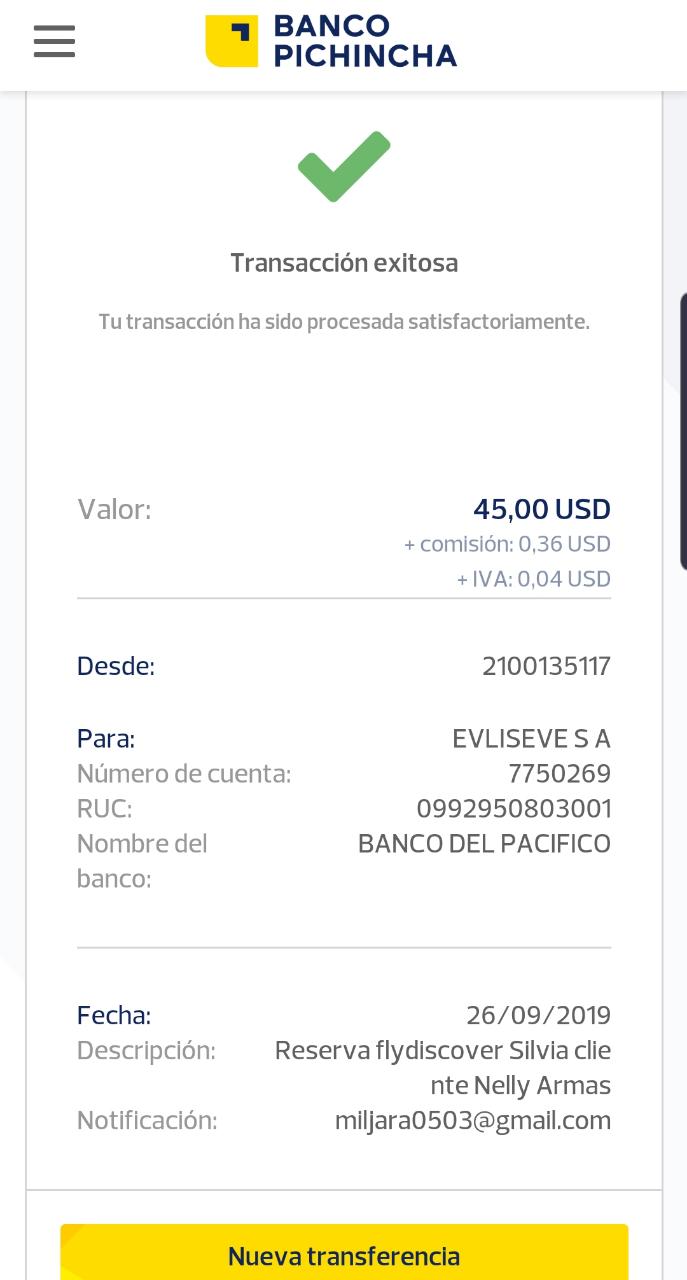 BANCO
PICHINCHA
Transacción exitosa
Tu transacción ha sido procesada satisfactoriamente.
Valor: 45,00 USD
+ comisión: 0,36 USD
+ IVA: 0,04 USD
Desde: 2100135117
Para: EVLISEVE S A
Número de cuenta: 7750269
RUC: 0992950803001
Nombre del BANCO DEL PACIFICO
banco:
Fecha: 26/09/2019
Descripción: Reserva flydiscover Silvia clie
nte Nelly Armas
Notificación: miljara0503@gmail.com
Nueva transferencia